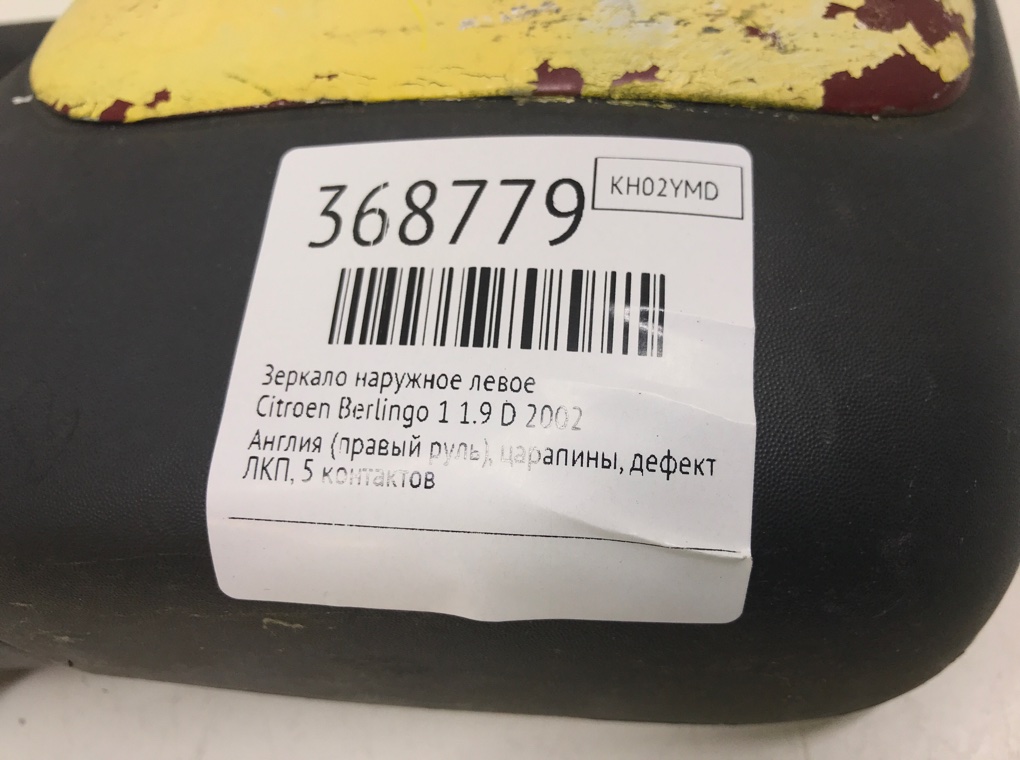 368779
KH02YMD
Зеркало наружное левое
Citroen Berlingo 1 1.9 D 2002
Англия (правый руль), царапины, дефект
ЛКП, 5 контактов